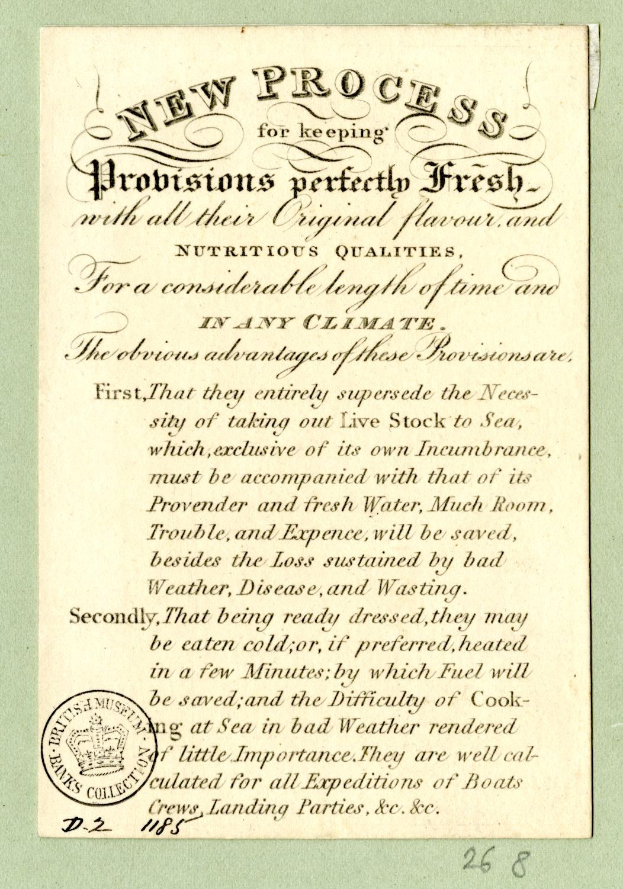 NEW PROCESS
for keeping
Provisions perfectly Fresh
with all their Original flavour, and
NUTRITIOUS QUALITIES,
For a considerable length of time and
IN ANY CLIMATE.
The obvious advantages of these Provisions are,
First, That they entirely supersede the Neces-
sity of taking out Live Stock to Sea,
which, exclusive of its own Incumbrance,
must be accompanied with that of its
Provender and fresh Water, Much Room,
Trouble, and Expence, will be saved,
besides the Loss sustained by bad
Weather, Disease, and Wasting.
Secondly, That being ready dressed, they may
be eaten cold; or, if preferred, heated
in a few Minutes; by which Fuel will
be saved; and the Difficulty of Cook-
ing at Sea in bad Weather rendered
of little Importance. They are well cal-
culated for all Expeditions of Boats
Crews, Landing Parties, &c. &c.
BRITISH MUSEUM
BANKS COLLECTION
D-2 1185
26 8